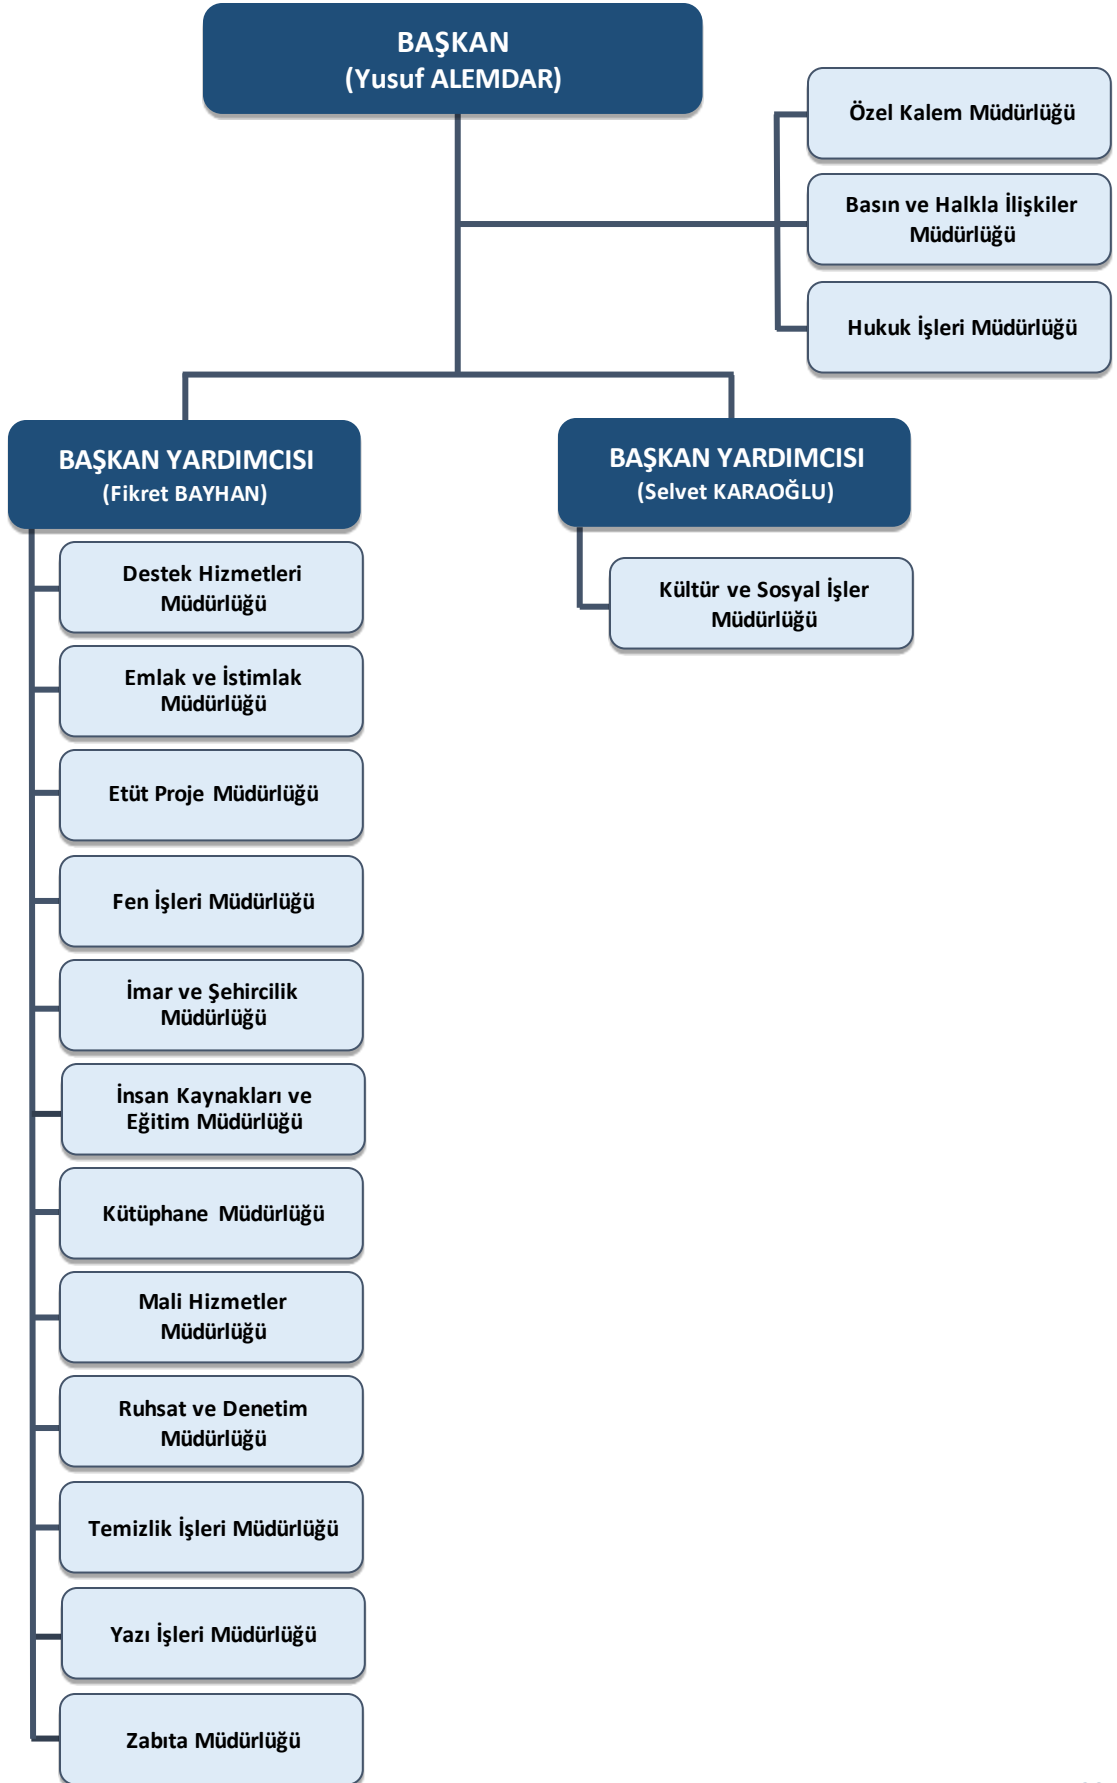 BAŞKAN
(Yusuf ALEMDAR)
Özel Kalem Müdürlüğü
Basın ve Halkla İlişkiler
Müdürlüğü
Hukuk İşleri Müdürlüğü
BAŞKAN YARDIMCISI
(Fikret BAYHAN)
Destek Hizmetleri
Müdürlüğü
Emlak ve İstimlak
Müdürlüğü
Etüt Proje Müdürlüğü
Fen İşleri Müdürlüğü
İmar ve Şehircilik
Müdürlüğü
İnsan Kaynakları ve
Eğitim Müdürlüğü
Kütüphane Müdürlüğü
Mali Hizmetler
Müdürlüğü
Ruhsat ve Denetim
Müdürlüğü
Temizlik İşleri Müdürlüğü
Yazı İşleri Müdürlüğü
Zabıta Müdürlüğü
BAŞKAN YARDIMCISI
(Selvet KARAOĞLU)
Kültür ve Sosyal İşler
Müdürlüğü